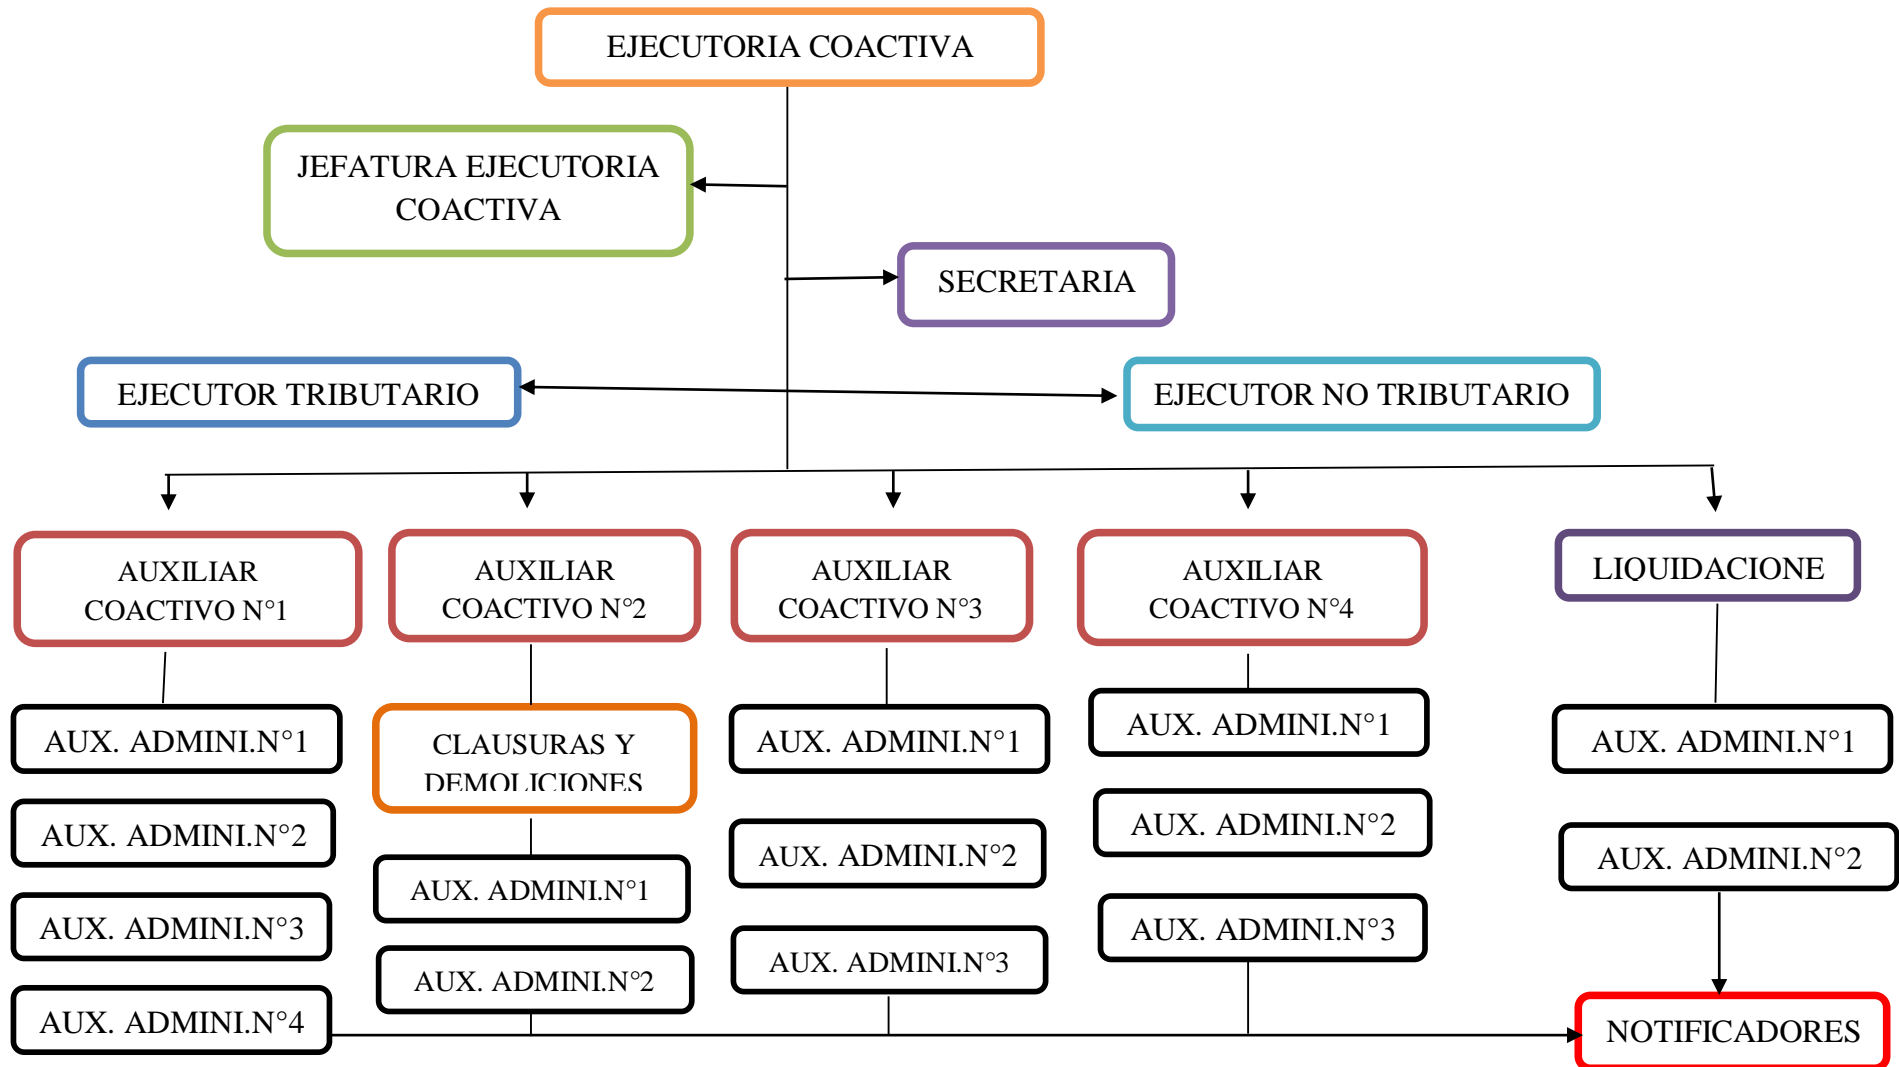 EJECUTORIA COACTIVA
JEFATURA EJECUTORIA
COACTIVA
SECRETARIA
EJECUTOR TRIBUTARIO
EJECUTOR NO TRIBUTARIO
AUXILIAR
COACTIVO N°1
AUXILIAR
COACTIVO N°2
AUXILIAR
COACTIVO N°3
AUXILIAR
COACTIVO N°4
LIQUIDACIONE
AUX. ADMINI.N°1
AUX. ADMINI.N°2
AUX. ADMINI.N°3
AUX. ADMINI.N°4
CLAUSURAS Y
DEMOLICIONES
AUX. ADMINI.N°1
AUX. ADMINI.N°2
AUX. ADMINI.N°1
AUX. ADMINI.N°2
AUX. ADMINI.N°3
AUX. ADMINI.N°1
AUX. ADMINI.N°2
AUX. ADMINI.N°3
AUX. ADMINI.N°1
AUX. ADMINI.N°2
NOTIFICADORES